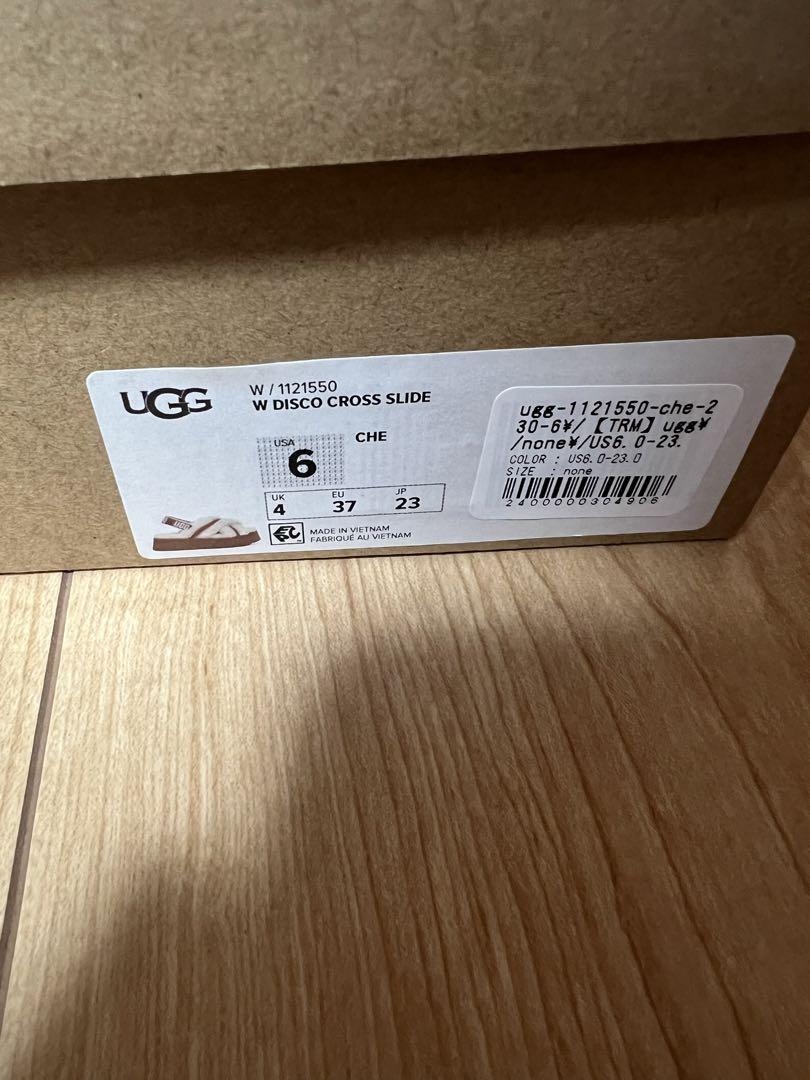 UGG
W / 1121550
W DISCO CROSS SLIDE
USA
6
CHE
UK EU JP
4 37 23
MADE IN VIETNAM
FABRIQUÉ AU VIETNAM
ugg-1121550-che-2
30-6¥/【TRM】ugg¥
/none¥/US6.0-23.
COLOR : US6.0-23.0
SIZE : none
2400000304906